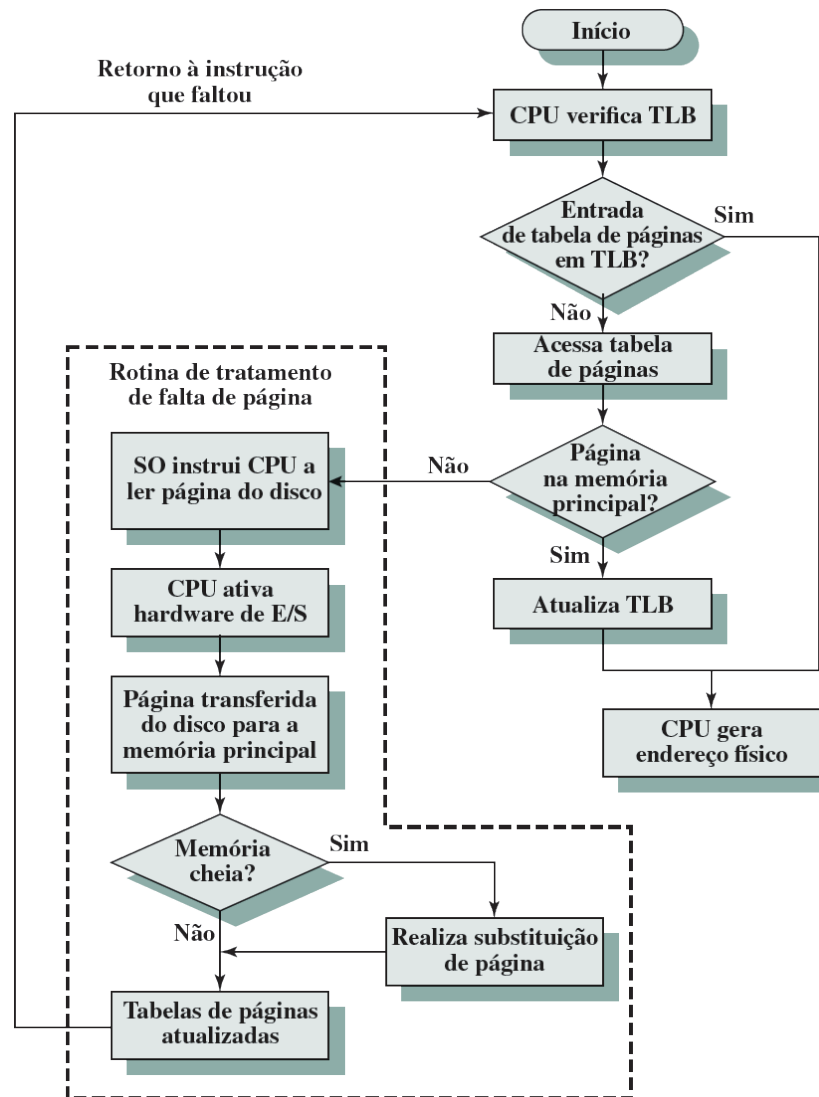 Início
Retorno à instrução
que faltou
CPU verifica TLB
Entrada
de tabela de páginas
em TLB?
Sim
Não
Acessa tabela
de páginas
Rotina de tratamento
de falta de página
SO instrui CPU a
ler página do disco
Não
Página
na memória
principal?
Sim
CPU ativa
hardware de E/S
Atualiza TLB
Página transferida
do disco para a
memória principal
CPU gera
endereço físico
Memória
cheia?
Sim
Não
Realiza substituição
de página
Tabelas de páginas
atualizadas